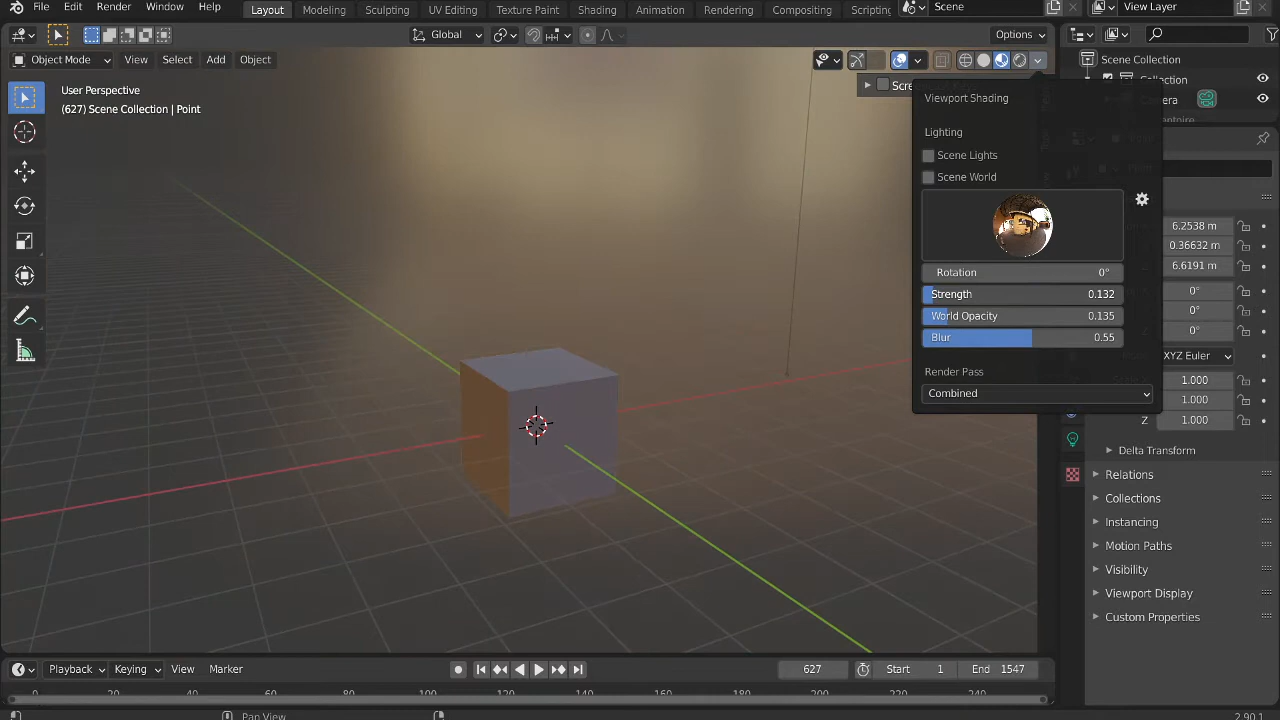 File Edit Render Window Help Layout Modeling Sculpting UV Editing Texture Paint Shading Animation Rendering Compositing Scripting Scene View Layer
Global Options
Object Mode View Select Add Object
Scene Collection
Collection
Camera
User Perspective
(627) Scene Collection | Point
Viewport Shading
Lighting
Scene Lights
Scene World
Rotation 0°
Strength 0.132
World Opacity 0.135
Blur 0.55
Render Pass
Combined
6.2538 m
0.36632 m
6.6191 m
0°
0°
0°
XYZ Euler
1.000
1.000
Z 1.000
Delta Transform
Relations
Collections
Instancing
Motion Paths
Visibility
Viewport Display
Custom Properties
Playback Keying View Marker 627 Start 1 End 1547
0 20 40 60 80 100 120 140 160 180 200 220 240
Pan View 2.90.1